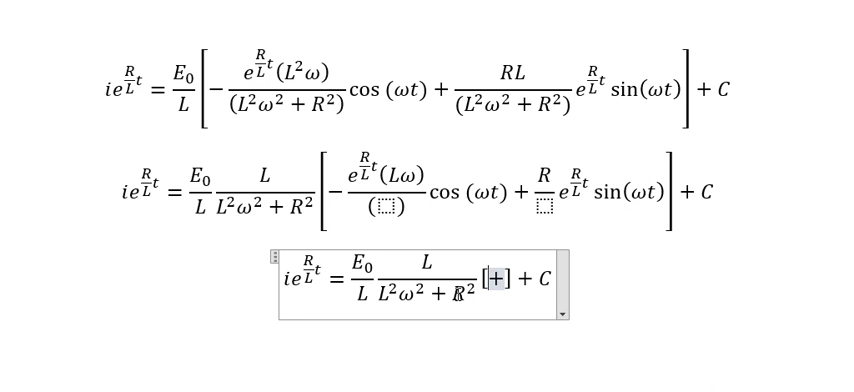 ie^{\frac{R}{L}t} = \frac{E_0}{L}\left[-\frac{e^{\frac{R}{L}t}(L^2\omega)}{(L^2\omega^2 + R^2)}\cos(\omega t) + \frac{RL}{(L^2\omega^2 + R^2)}e^{\frac{R}{L}t}\sin(\omega t)\right] + C
ie^{\frac{R}{L}t} = \frac{E_0}{L}\frac{L}{L^2\omega^2 + R^2}\left[-\frac{e^{\frac{R}{L}t}(L\omega)}{(⬚)}\cos(\omega t) + \frac{R}{⬚}e^{\frac{R}{L}t}\sin(\omega t)\right] + C
ie^{\frac{R}{L}t} = \frac{E_0}{L}\frac{L}{L^2\omega^2 + R^2}[+] + C